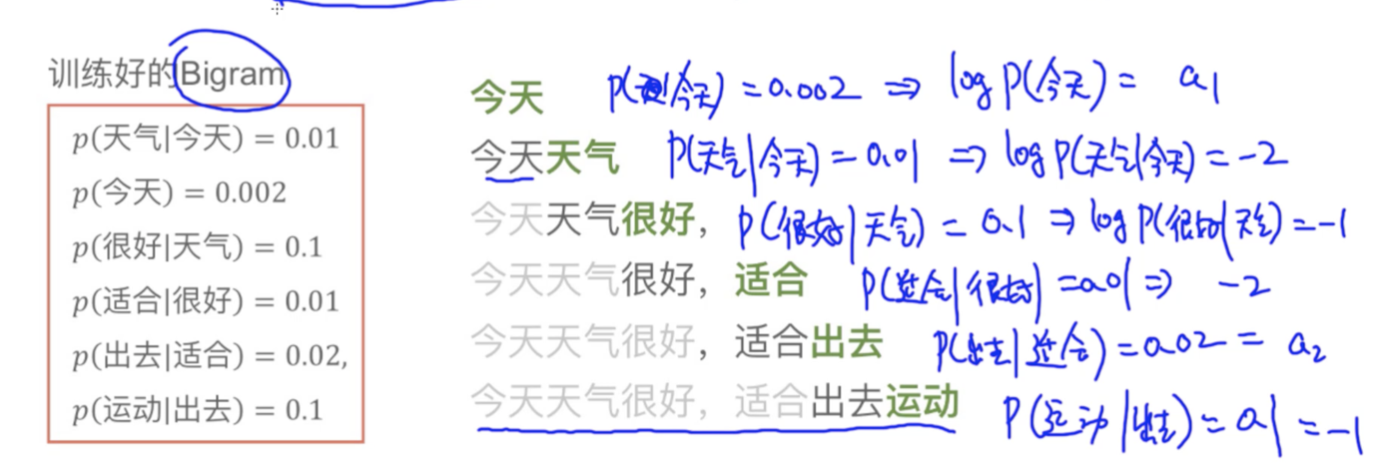 训练好的Bigram
p(天气|今天) = 0.01
p(今天) = 0.002
p(很好|天气) = 0.1
p(适合|很好) = 0.01
p(出去|适合) = 0.02,
p(运动|出去) = 0.1
今天 p(今天) = 0.002 ⇒ log p(今天) = a1
今天天气 p(天气|今天) = 0.01 ⇒ log p(天气|今天) = -2
今天天气很好， p(很好|天气) = 0.1 ⇒ log p(很好|天气) = -1
今天天气很好，适合 p(适合|很好) = 0.01 ⇒ -2
今天天气很好，适合出去 p(出去|适合) = 0.02 = a2
今天天气很好，适合出去运动 p(运动|出去) = 0.1 = -1